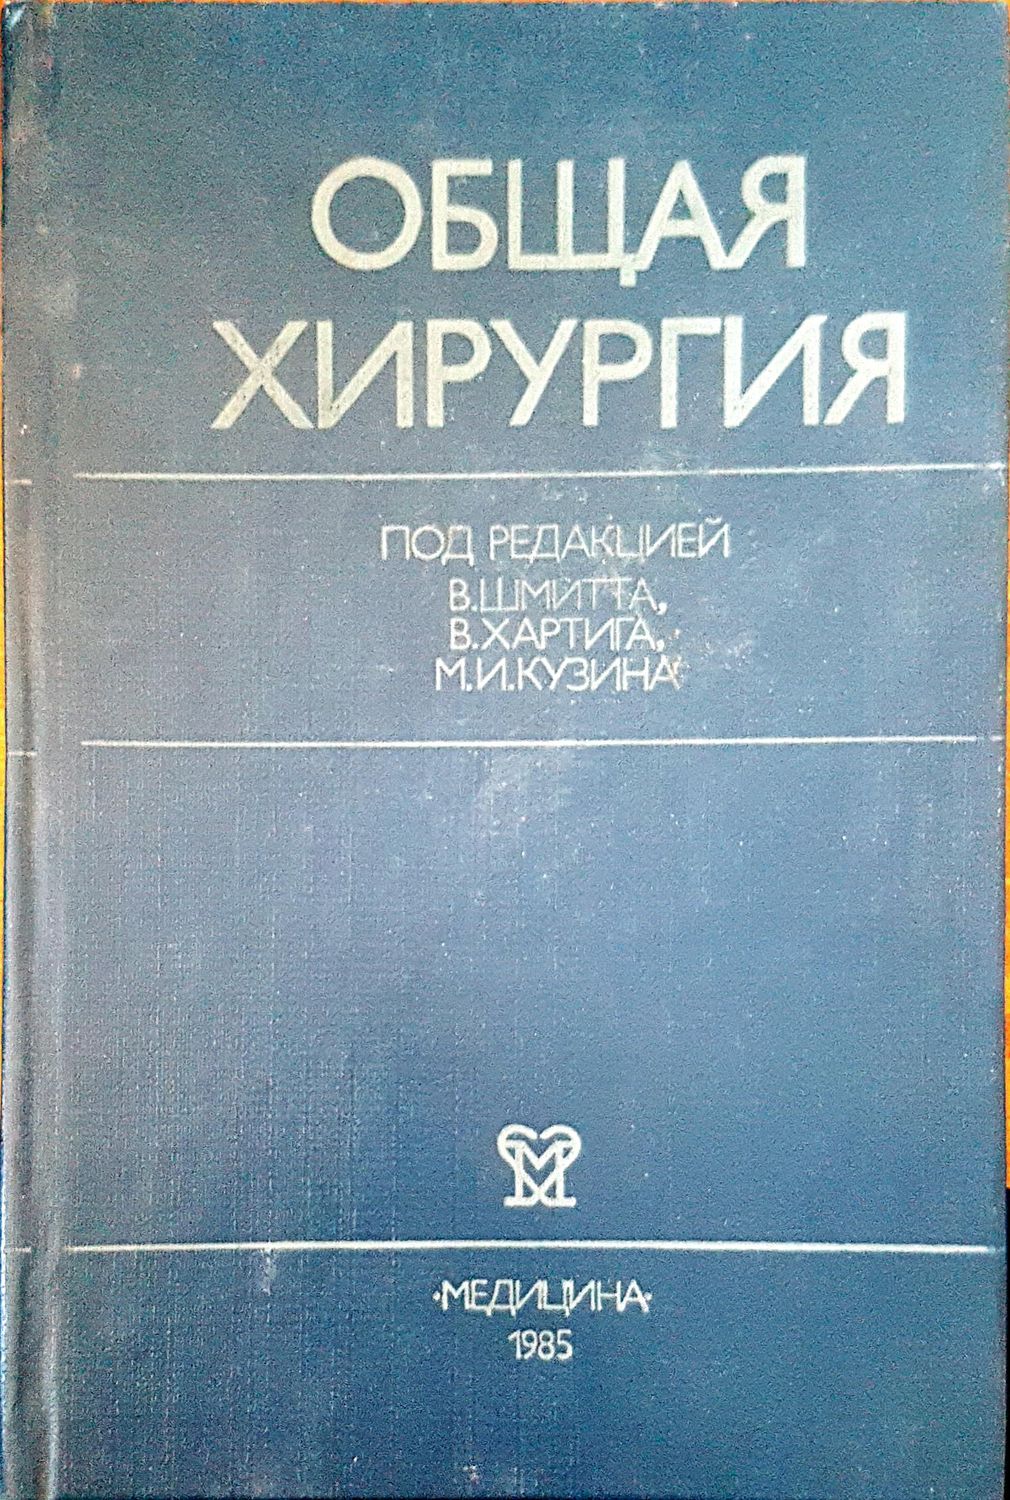 ОБЩАЯ
ХИРУРГИЯ
ПОД РЕДАКЦИЕЙ
В.ШМИТТА,
В.ХАРТИГА,
М.И.КУЗИНА
М
·МЕДИЦИНА·
1985